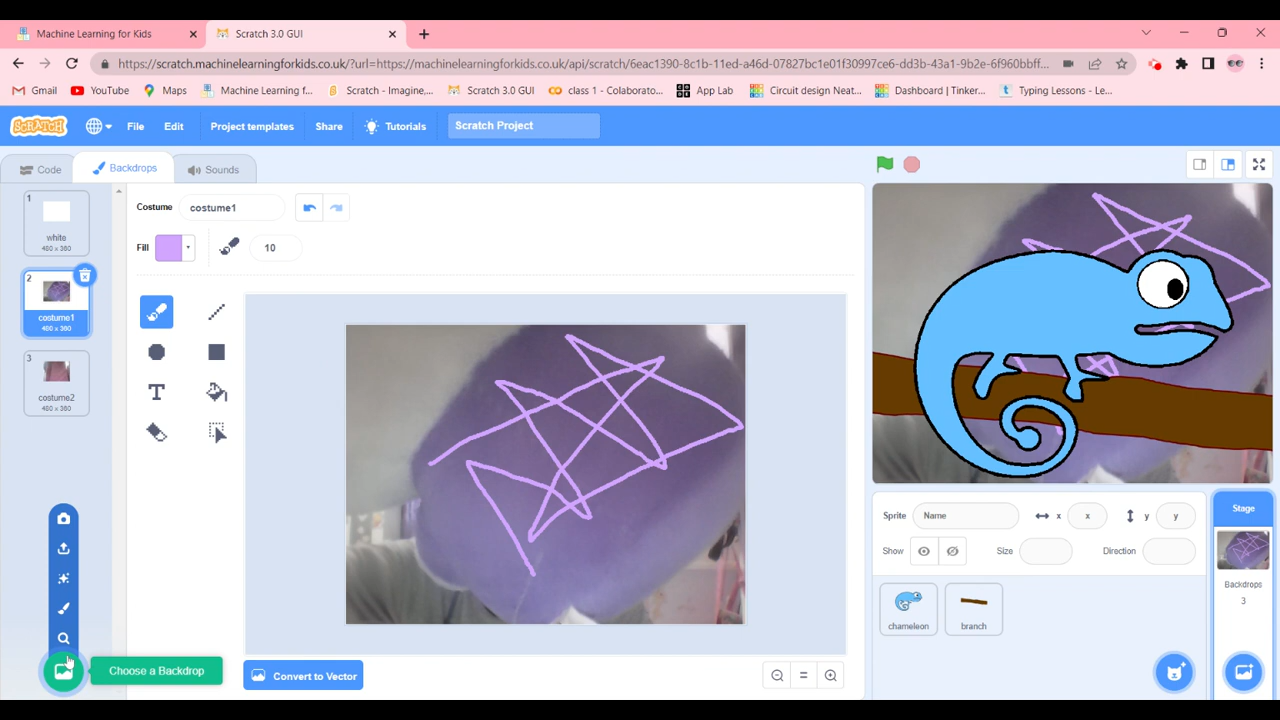 Machine Learning for Kids
Scratch 3.0 GUI
https://scratch.machinelearningforkids.co.uk/?url=https://machinelearningforkids.co.uk/api/scratch/6eac1390-8c1b-11ed-a46d-07827bc1e01f30997ce6-dd3b-43a1-9b2e-6f960bbff...
Gmail YouTube Maps Machine Learning f... Scratch - Imagine,... Scratch 3.0 GUI class 1 - Colaborato... App Lab Circuit design Neat... Dashboard | Tinker... Typing Lessons - Le...
SCRATCH File Edit Project templates Share Tutorials Scratch Project
Code Backdrops Sounds
1
white
480 x 360
2
costume1
480 x 360
3
costume2
480 x 360
Costume costume1
Fill 10
Choose a Backdrop
Convert to Vector
Sprite Name x x y y
Show Size Direction
chameleon
branch
Stage
Backdrops
3